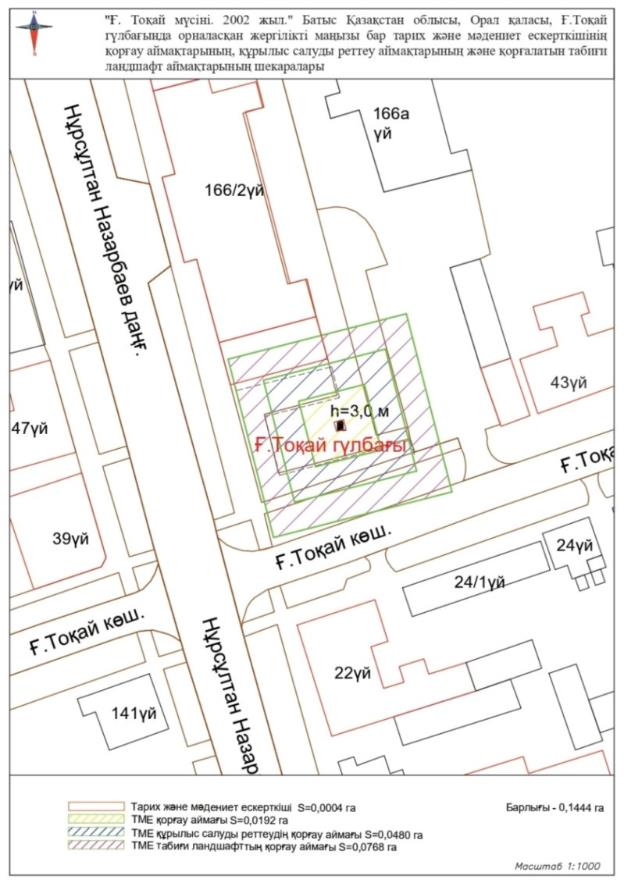 "Ғ. Тоқай мүсіні. 2002 жыл." Батыс Қазақстан облысы, Орал қаласы, Ғ.Тоқай
гүлбағында орналасқан жергілікті маңызы бар тарих және мәдениет ескерткішінің
қорғау аймақтарының, құрылыс салуды реттеу аймақтарының және қорғалатын табиғи
ландшафт аймақтарының шекаралары
166а
үй
Нұрсұлтан Назарбаев даңғ.
166/2үй
үй
43үй
h=3,0 м
Ғ.Тоқай гүлбағы
47үй
Ғ.Тоқа
39үй
Ғ.Тоқай көш.
24үй
24/1үй
Ғ.Тоқай көш.
Нұрсұлтан Назар
22үй
141үй
Тарих және мәдениет ескерткіші S=0,0004 га
Барлығы - 0,1444 га
ТМЕ қорғау аймағы S=0,0192 га
ТМЕ құрылыс салуды реттеудің қорғау аймағы S=0,0480 га
ТМЕ табиғи ландшафттың қорғау аймағы S=0,0768 га
Масштаб 1:1000